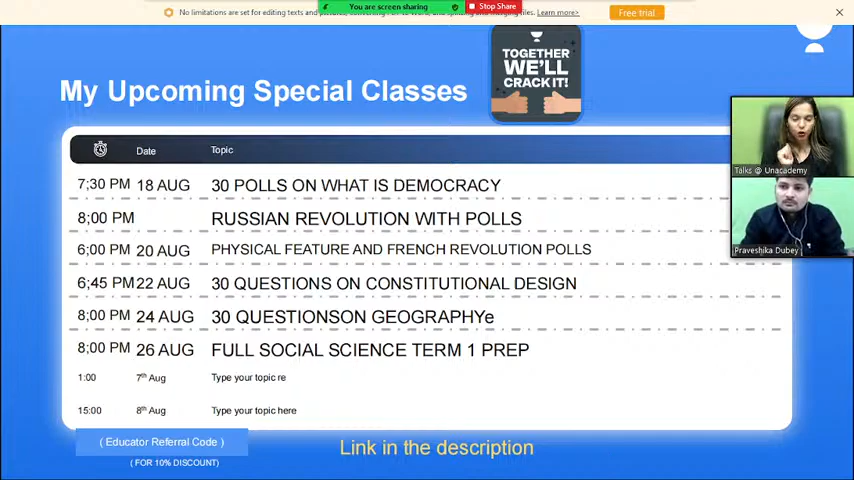 You are screen sharing
Stop Share
No limitations are set for editing texts and pictures,
Learn more>
Free trial
TOGETHER
WE'LL
CRACK IT!
My Upcoming Special Classes
Date Topic
7;30 PM 18 AUG 30 POLLS ON WHAT IS DEMOCRACY
8;00 PM RUSSIAN REVOLUTION WITH POLLS
6:00 PM 20 AUG PHYSICAL FEATURE AND FRENCH REVOLUTION POLLS
6;45 PM 22 AUG 30 QUESTIONS ON CONSTITUTIONAL DESIGN
8:00 PM 24 AUG 30 QUESTIONSON GEOGRAPHYe
8:00 PM 26 AUG FULL SOCIAL SCIENCE TERM 1 PREP
1:00 7th Aug Type your topic re
15:00 8th Aug Type your topic here
Talks @ Unacademy
Praveshika Dubey
( Educator Referral Code )
( FOR 10% DISCOUNT)
Link in the description